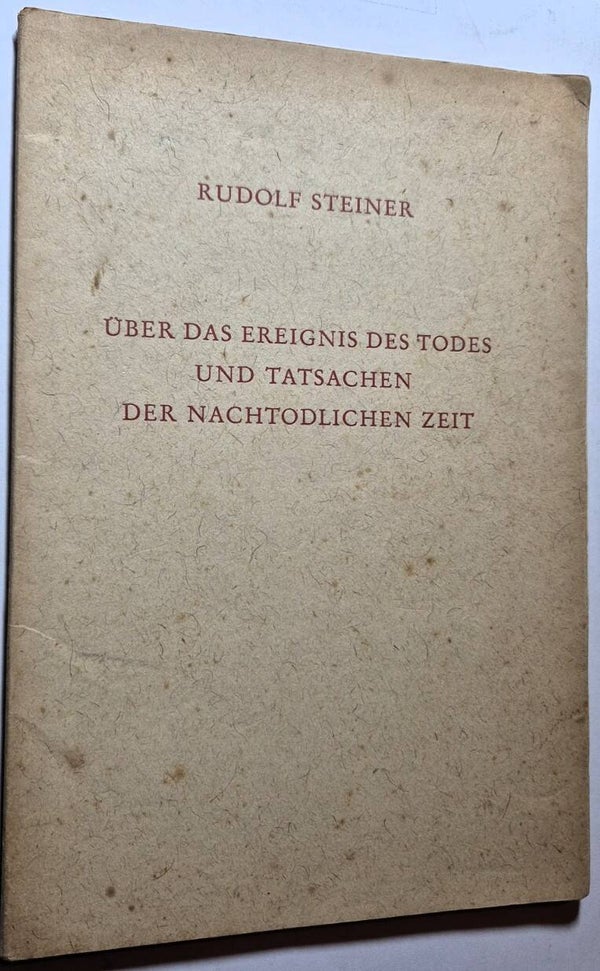 RUDOLF STEINER
ÜBER DAS EREIGNIS DES TODES
UND TATSACHEN
DER NACHTODLICHEN ZEIT